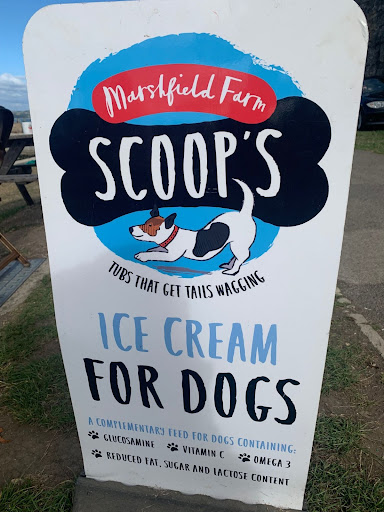 Marshfield Farm
SCOOP'S
TUBS THAT GET TAILS WAGGING
ICE CREAM
FOR DOGS
A COMPLIMENTARY FEED FOR DOGS CONTAINING:
GLUCOSAMINE VITAMIN C OMEGA 3
REDUCED FAT, SUGAR AND LACTOSE CONTENT